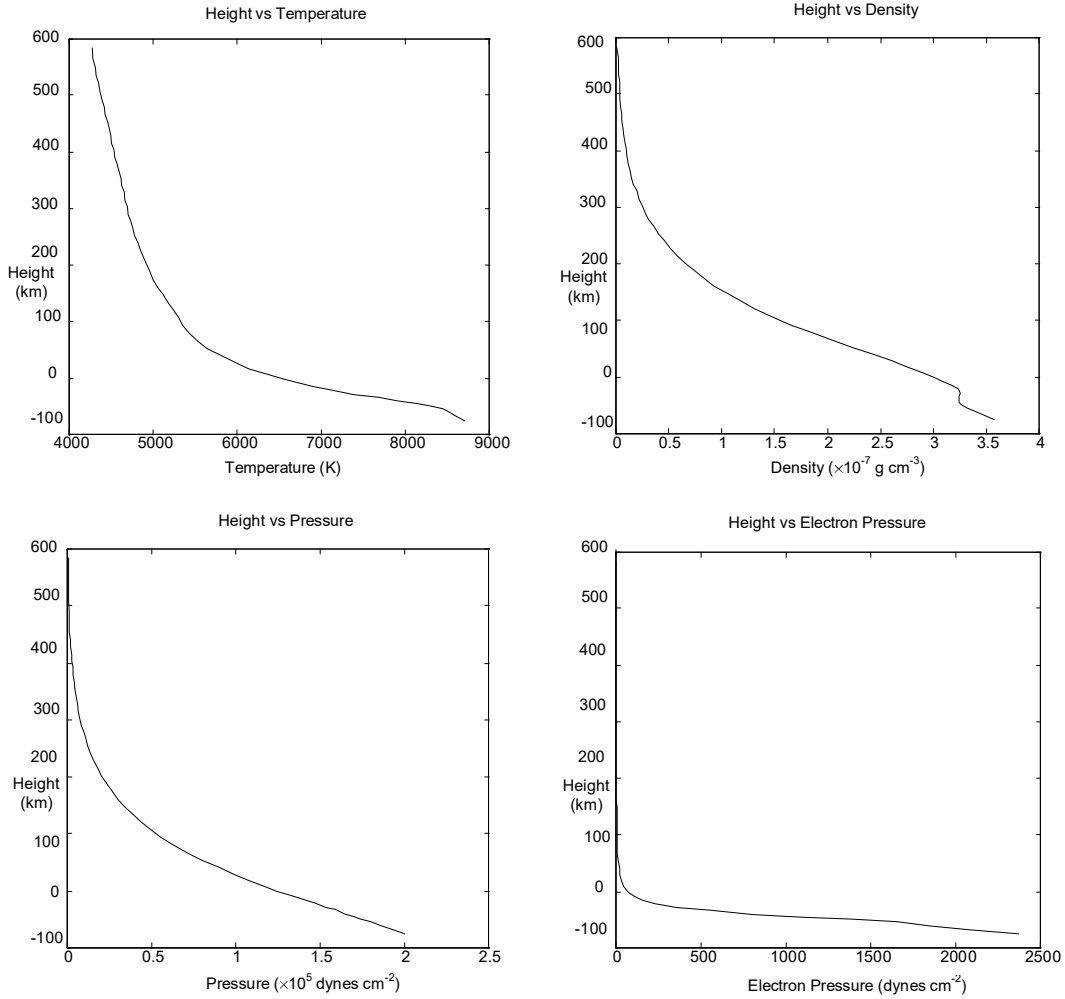 Height vs Temperature
600
500
400
300
200
Height
(km)
100
0
-100
4000 5000 6000 7000 8000 9000
Temperature (K)
Height vs Density
600
500
400
300
200
Height
(km)
100
0
-100
0 0.5 1 1.5 2 2.5 3 3.5 4
Density (×10-7 g cm-3)
Height vs Pressure
600
500
400
300
200
Height
(km)
100
0
-100
0 0.5 1 1.5 2 2.5
Pressure (×105 dynes cm-2)
Height vs Electron Pressure
600
500
400
300
200
Height
(km)
100
0
-100
0 500 1000 1500 2000 2500
Electron Pressure (dynes cm-2)